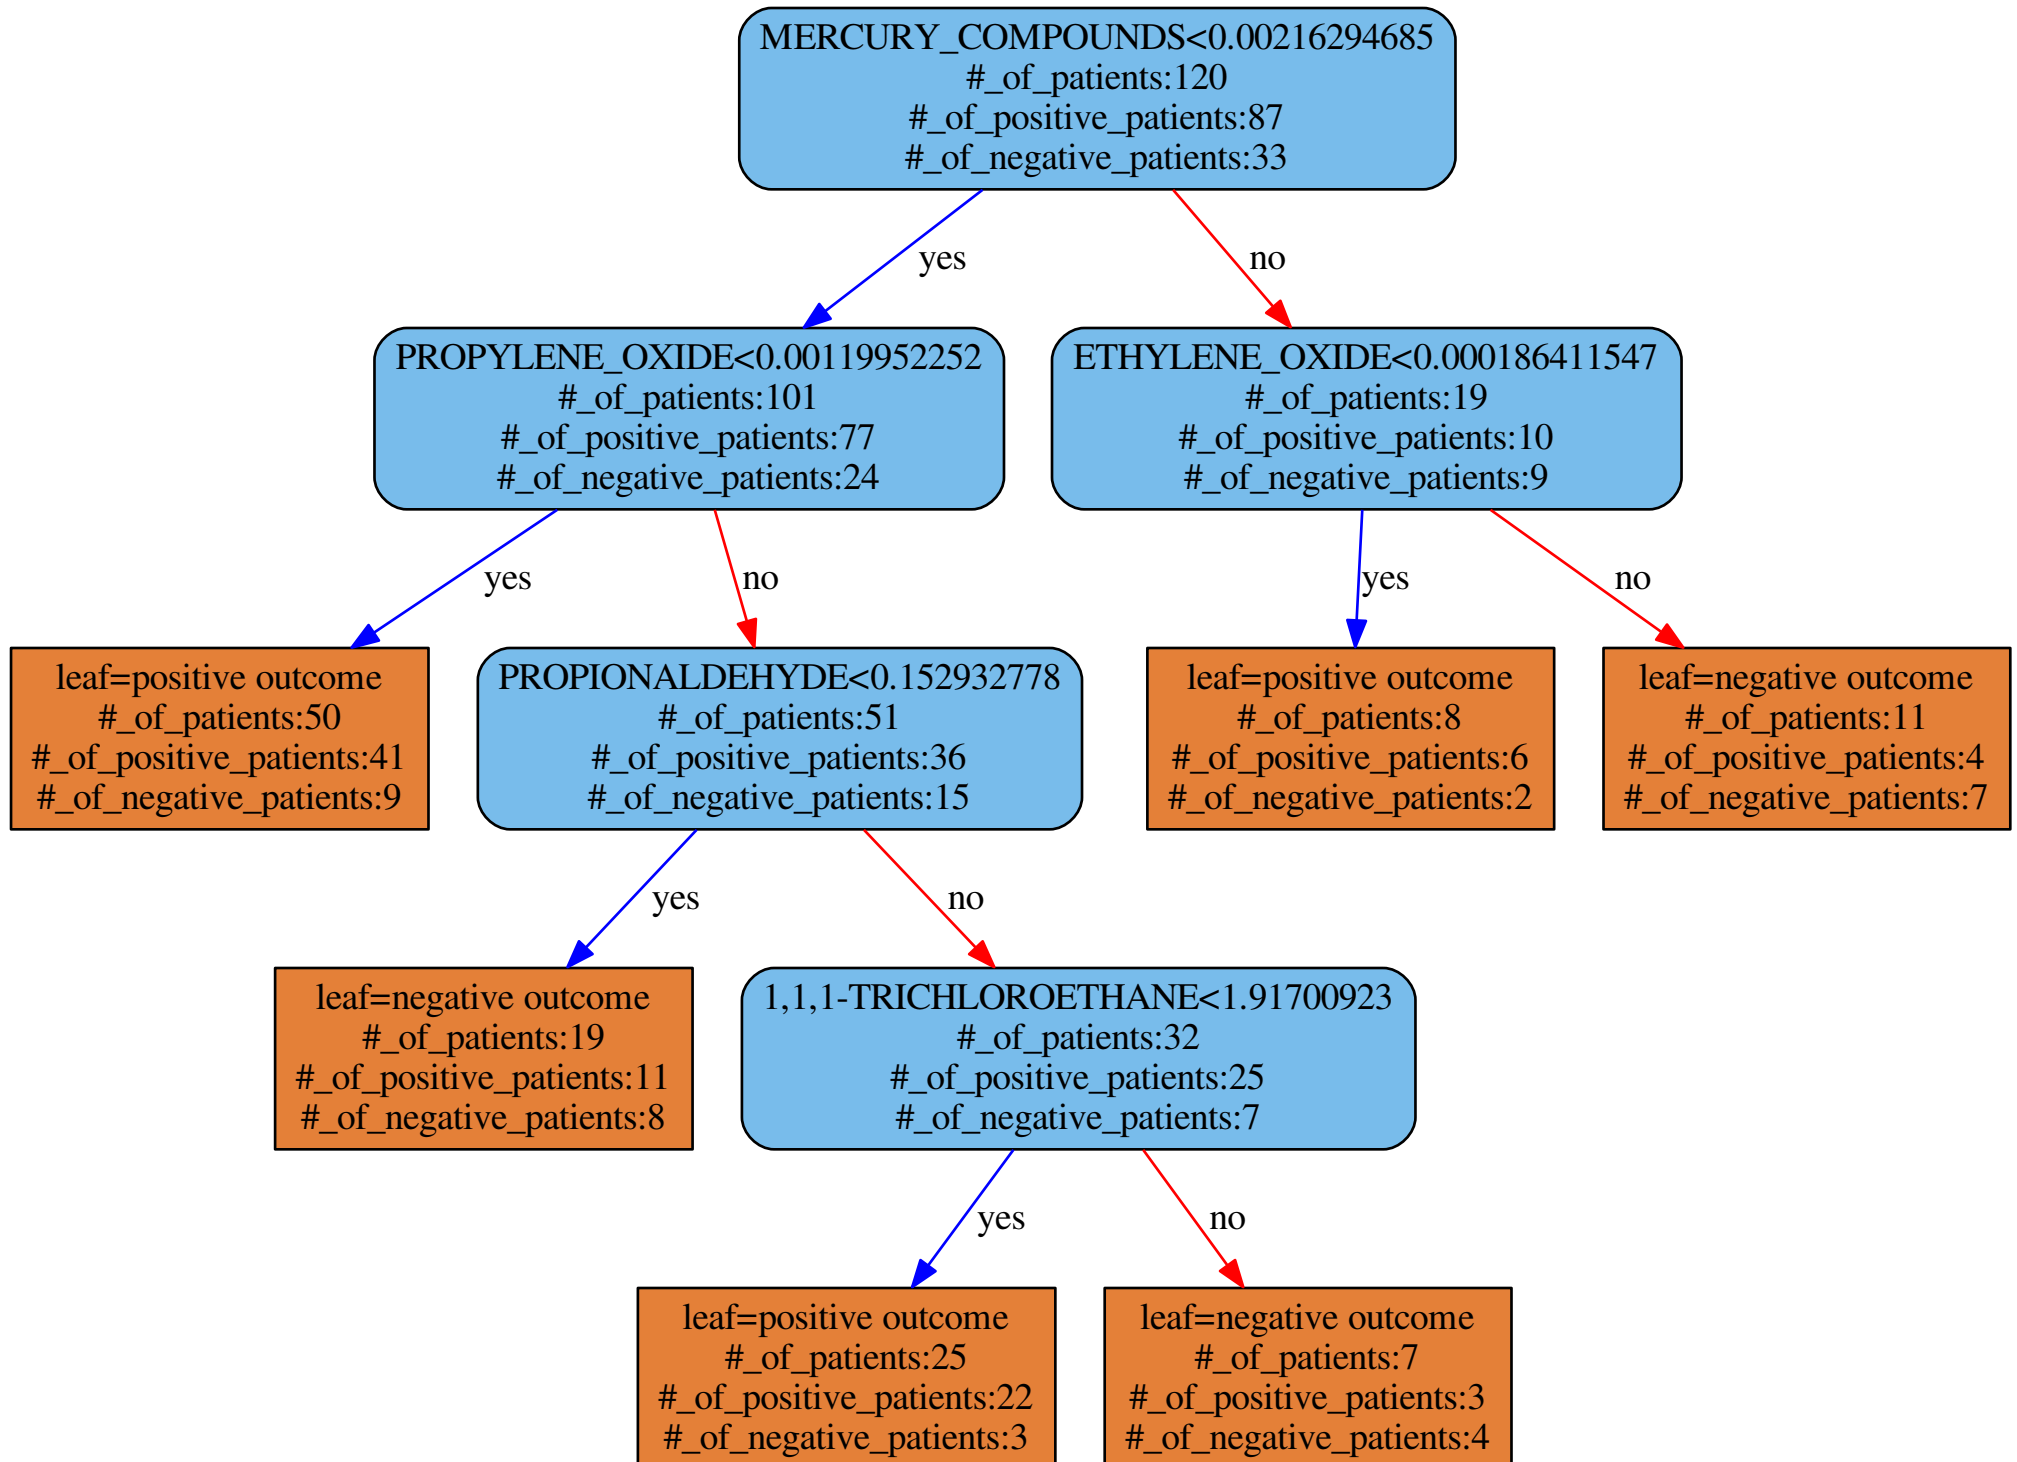 MERCURY_COMPOUNDS<0.00216294685
#_of_patients:120
#_of_positive_patients:87
#_of_negative_patients:33
yes
no
PROPYLENE_OXIDE<0.00119952252
#_of_patients:101
#_of_positive_patients:77
#_of_negative_patients:24
ETHYLENE_OXIDE<0.000186411547
#_of_patients:19
#_of_positive_patients:10
#_of_negative_patients:9
yes
no
yes
no
leaf=positive outcome
#_of_patients:50
#_of_positive_patients:41
#_of_negative_patients:9
PROPIONALDEHYDE<0.152932778
#_of_patients:51
#_of_positive_patients:36
#_of_negative_patients:15
leaf=positive outcome
#_of_patients:8
#_of_positive_patients:6
#_of_negative_patients:2
leaf=negative outcome
#_of_patients:11
#_of_positive_patients:4
#_of_negative_patients:7
yes
no
leaf=negative outcome
#_of_patients:19
#_of_positive_patients:11
#_of_negative_patients:8
1,1,1-TRICHLOROETHANE<1.91700923
#_of_patients:32
#_of_positive_patients:25
#_of_negative_patients:7
yes
no
leaf=positive outcome
#_of_patients:25
#_of_positive_patients:22
#_of_negative_patients:3
leaf=negative outcome
#_of_patients:7
#_of_positive_patients:3
#_of_negative_patients:4